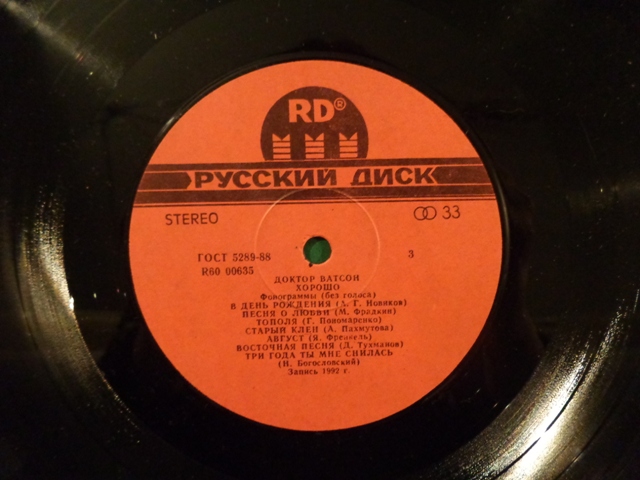 RD®
РУССКИЙ ДИСК
STEREO 33
ГОСТ 5289-88 3
R60 00635
ДОКТОР ВАТСОН
ХОРОШО
Фонограммы (без голоса)
В ДЕНЬ РОЖДЕНИЯ (А. Г. Новиков)
ПЕСНЯ О ЛЮБВИ (М. Фрадкин)
ТОПОЛЯ (Г. Пономаренко)
СТАРЫЙ КЛЕН (А. Пахмутова)
АВГУСТ (Я. Френкель)
ВОСТОЧНАЯ ПЕСНЯ (Д. Тухманов)
ТРИ ГОДА ТЫ МНЕ СНИЛАСЬ
(Н. Богословский)
Запись 1992 г.